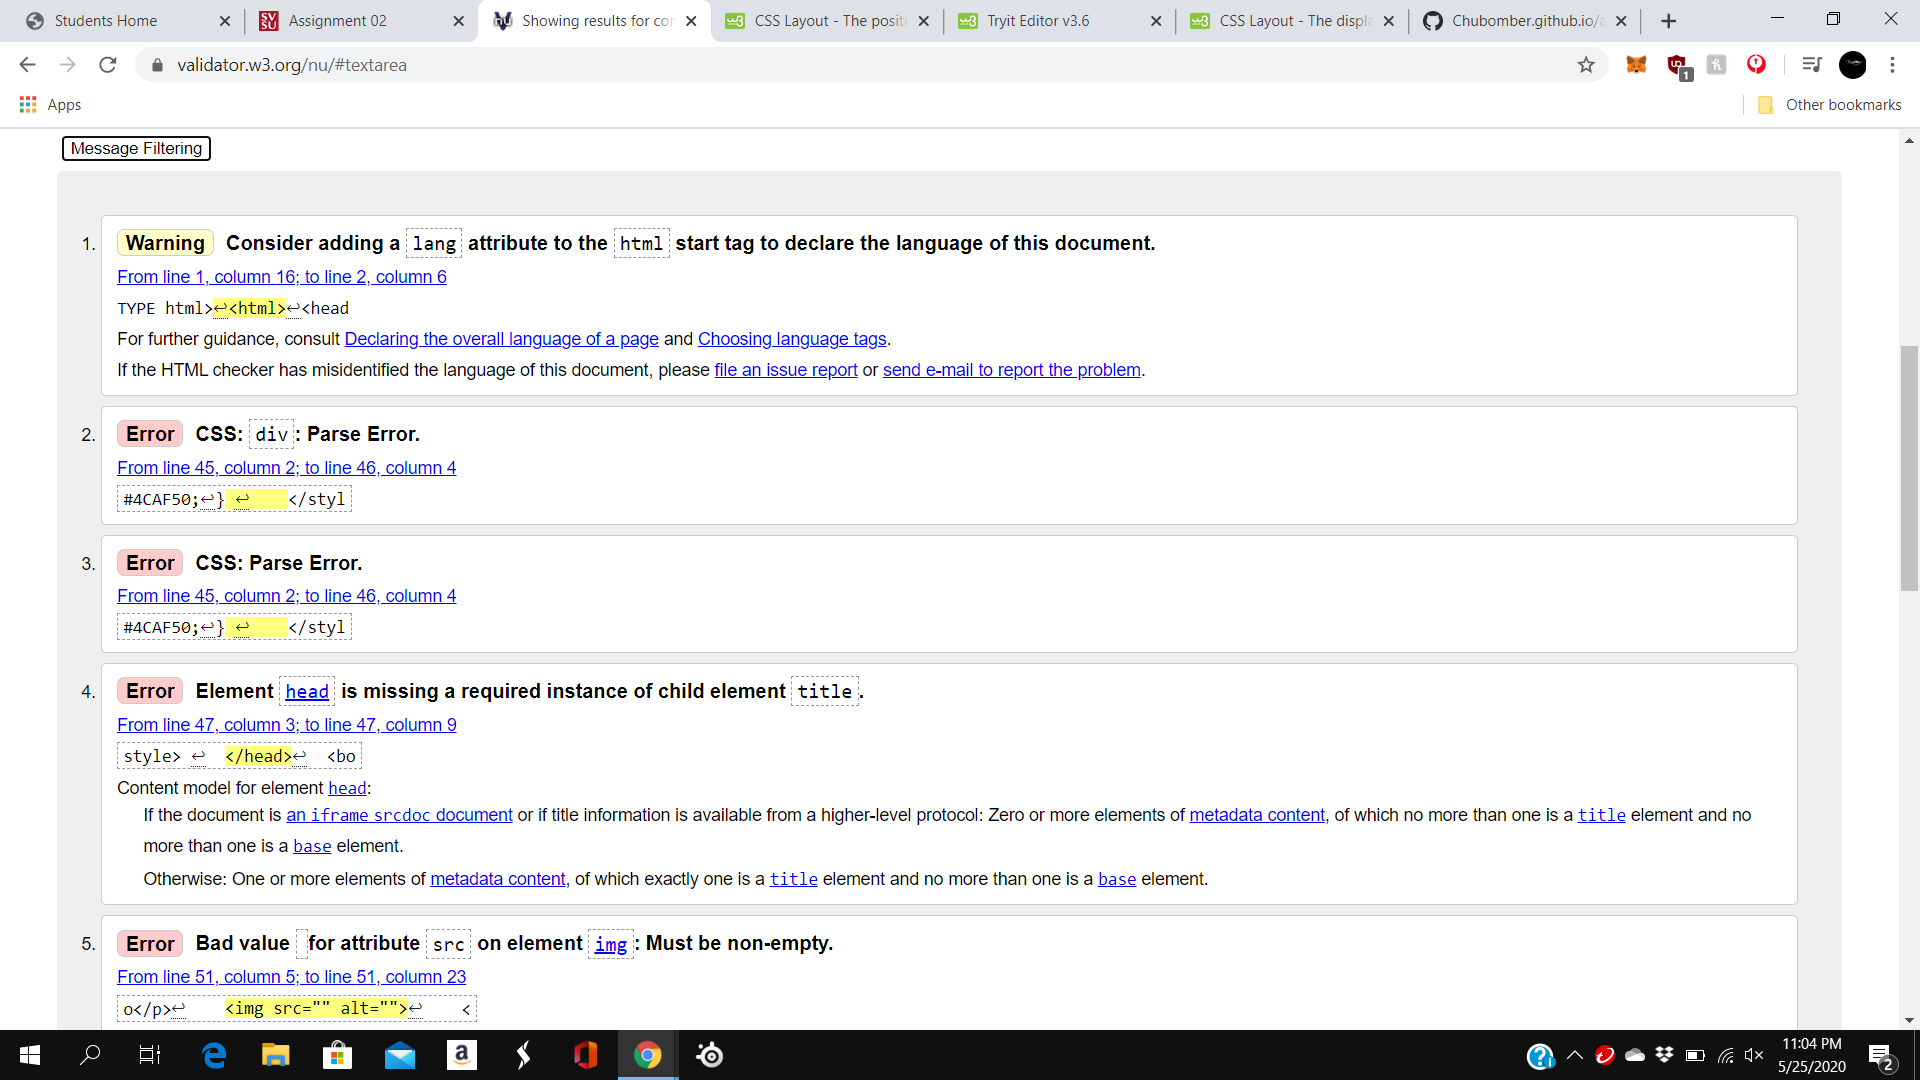 Students Home
Assignment 02
Showing results for cor
CSS Layout - The positi
Tryit Editor v3.6
CSS Layout - The displa
Chubomber.github.io/a
validator.w3.org/nu/#textarea
1
Apps
Other bookmarks
Message Filtering
1. Warning Consider adding a lang attribute to the html start tag to declare the language of this document.
From line 1, column 16; to line 2, column 6
TYPE html>↩<html>↩<head
For further guidance, consult Declaring the overall language of a page and Choosing language tags.
If the HTML checker has misidentified the language of this document, please file an issue report or send e-mail to report the problem.
2. Error CSS: div: Parse Error.
From line 45, column 2; to line 46, column 4
#4CAF50;↩} ↩    </styl
3. Error CSS: Parse Error.
From line 45, column 2; to line 46, column 4
#4CAF50;↩} ↩    </styl
4. Error Element head is missing a required instance of child element title.
From line 47, column 3; to line 47, column 9
style> ↩  </head>↩  <bo
Content model for element head:
If the document is an iframe srcdoc document or if title information is available from a higher-level protocol: Zero or more elements of metadata content, of which no more than one is a title element and no
more than one is a base element.
Otherwise: One or more elements of metadata content, of which exactly one is a title element and no more than one is a base element.
5. Error Bad value for attribute src on element img: Must be non-empty.
From line 51, column 5; to line 51, column 23
o</p>↩    <img src="" alt="">↩    <
11:04 PM
5/25/2020
2